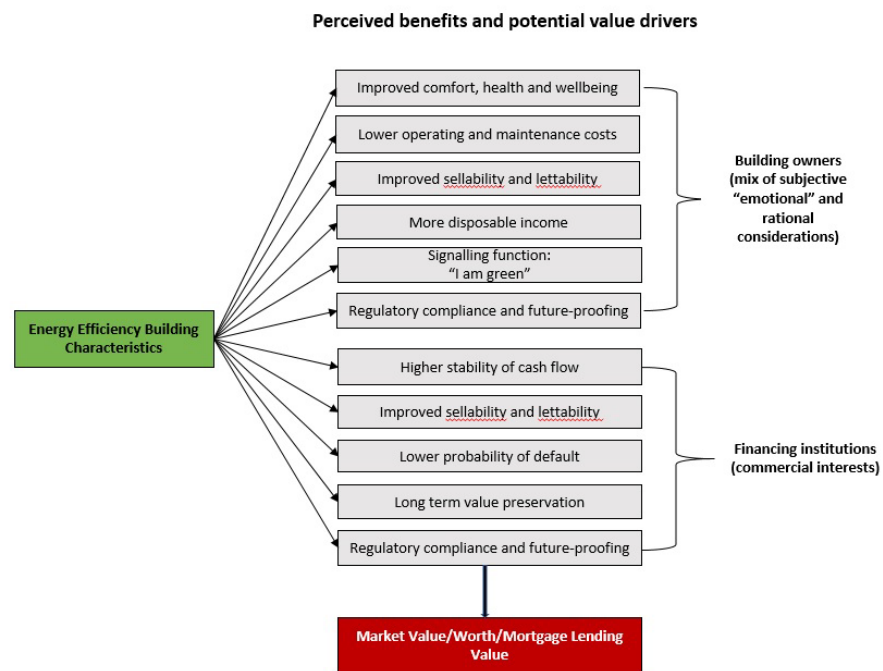 Perceived benefits and potential value drivers
Improved comfort, health and wellbeing
Lower operating and maintenance costs
Improved sellability and lettability
More disposable income
Signalling function:
"I am green"
Regulatory compliance and future-proofing
Building owners
(mix of subjective
“emotional” and
rational
considerations)
Energy Efficiency Building
Characteristics
Higher stability of cash flow
Improved sellability and lettability
Lower probability of default
Long term value preservation
Regulatory compliance and future-proofing
Financing institutions
(commercial interests)
Market Value/Worth/Mortgage Lending
Value